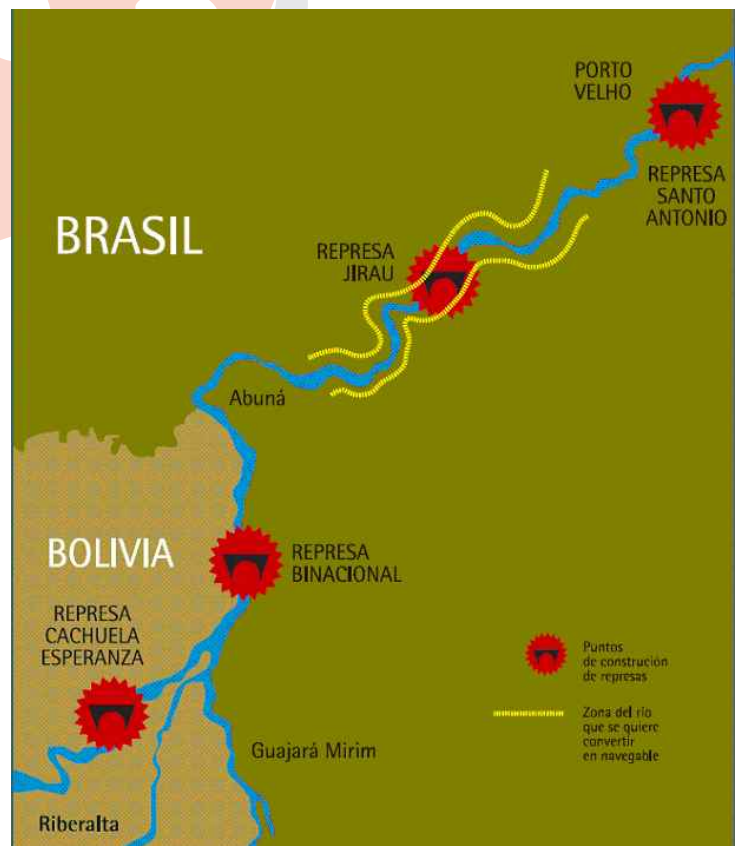 PORTO
VELHO
REPRESA
SANTO
ANTONIO
BRASIL
REPRESA
JIRAU
Abuná
BOLIVIA
REPRESA
BINACIONAL
REPRESA
CACHUELA
ESPERANZA
Puntos
de construción
de represas
Zona del río
que se quiere
convertir
en navegable
Guajará Mirim
Riberalta